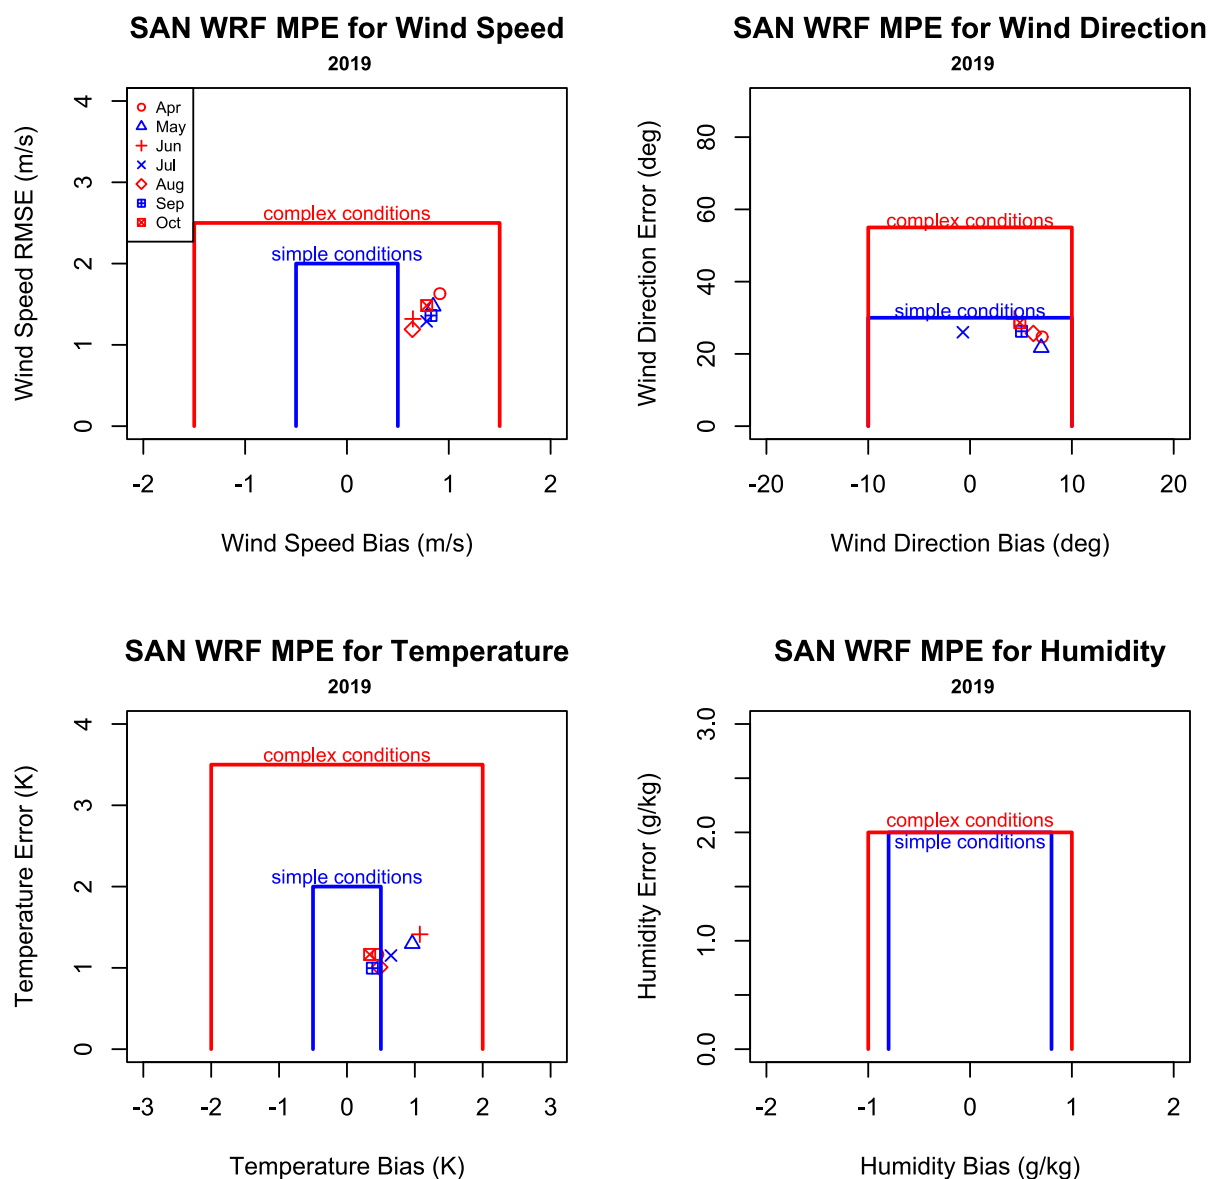 SAN WRF MPE for Wind Speed
2019
Wind Speed RMSE (m/s)
4
3
2
1
0
Apr
May
Jun
Jul
Aug
Sep
Oct
complex conditions
simple conditions
-2 -1 0 1 2
Wind Speed Bias (m/s)
SAN WRF MPE for Wind Direction
2019
Wind Direction Error (deg)
80
60
40
20
0
complex conditions
simple conditions
-20 -10 0 10 20
Wind Direction Bias (deg)
SAN WRF MPE for Temperature
2019
Temperature Error (K)
4
3
2
1
0
complex conditions
simple conditions
-3 -2 -1 0 1 2 3
Temperature Bias (K)
SAN WRF MPE for Humidity
2019
Humidity Error (g/kg)
3.0
2.0
1.0
0.0
complex conditions
simple conditions
-2 -1 0 1 2
Humidity Bias (g/kg)